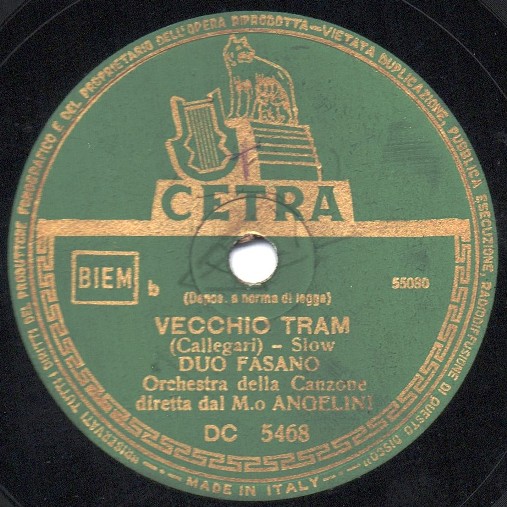 "RISERVATI TUTTI I DIRITTI DEL PRODUTTORE FONOGRAFICO E DEL PROPRIETARIO DELL'OPERA RIPRODOTTA—VIETATA DUPLICAZIONE, PUBBLICA ESECUZIONE, RADIODIFFUSIONE DI QUESTO DISCO"
CETRA
BIEM
b
(Depos. a norma di legge)
55080
VECCHIO TRAM
(Callegari) - Slow
DUO FASANO
Orchestra della Canzone
diretta dal M.o ANGELINI
DC 5468
MADE IN ITALY